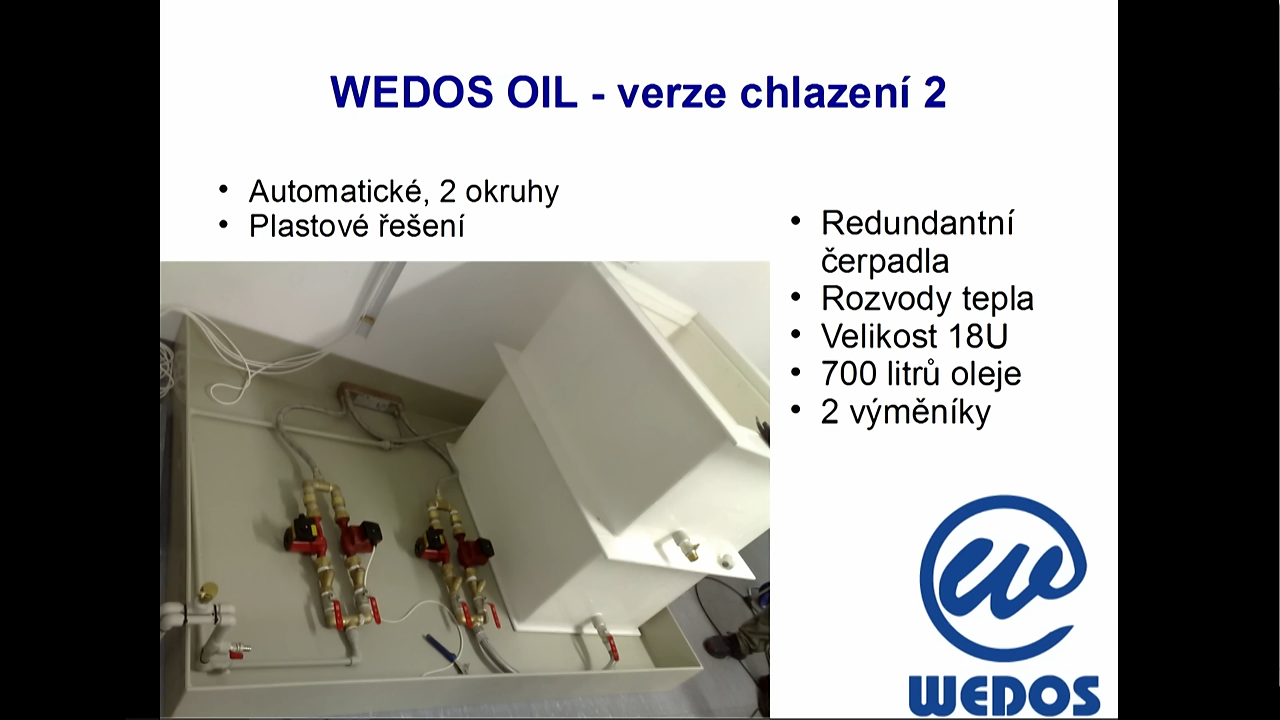 WEDOS OIL - verze chlazení 2
• Automatické, 2 okruhy
• Plastové řešení
• Redundantní
čerpadla
• Rozvody tepla
• Velikost 18U
• 700 litrů oleje
• 2 výměníky
WEDOS